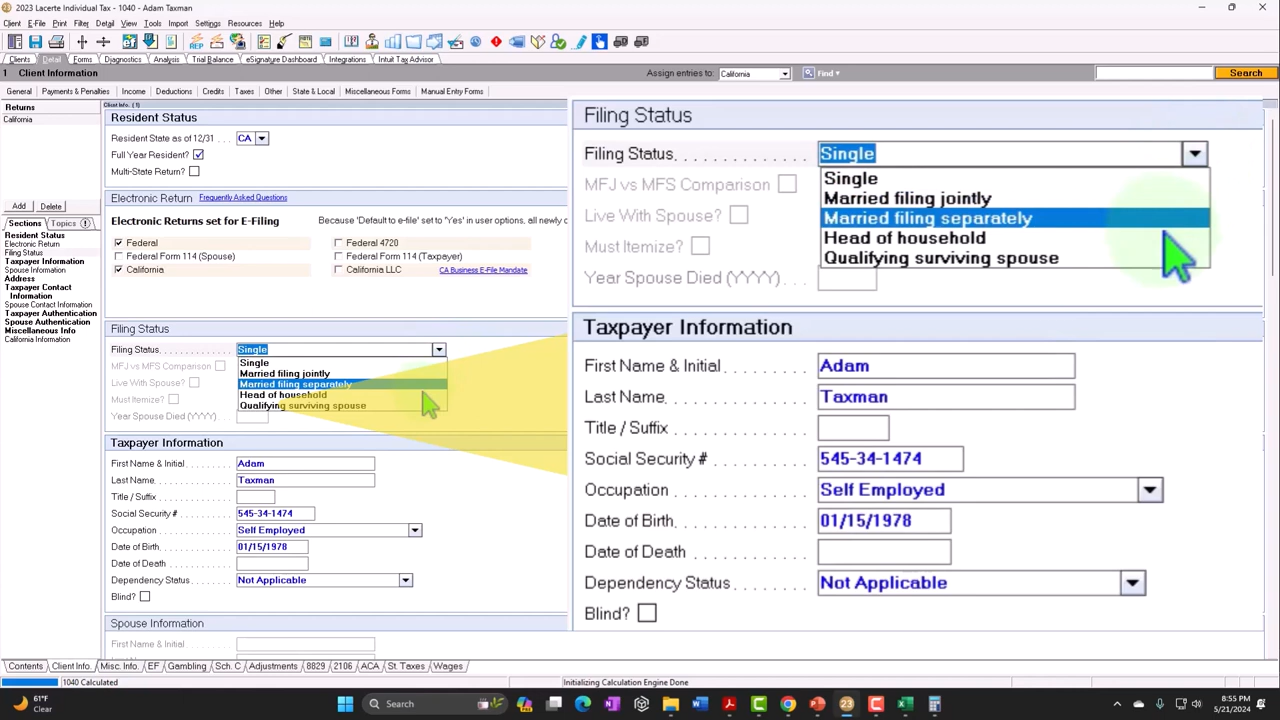 2023 Lacerte Individual Tax - 1040 - Adam Taxman
Client E-File Print Filter Detail View Tools Import Settings Resources Help
Clients Detail Forms Diagnostics Analysis Trial Balance eSignature Dashboard Integrations Intuit Tax Advisor
1 Client Information Assign entries to: California Find Search
General Payments & Penalties Income Deductions Credits Taxes Other State & Local Miscellaneous Forms Manual Entry Forms
Returns
California
Add Delete
Sections Topics
Resident Status
Electronic Return
Filing Status
Taxpayer Information
Spouse Information
Address
Taxpayer Contact
Information
Spouse Contact Information
Taxpayer Authentication
Spouse Authentication
Miscellaneous Info
California Information
Client Info. (1)
Resident Status
Resident State as of 12/31 . . . CA
Full Year Resident?
Multi-State Return?
Electronic Return Frequently Asked Questions
Electronic Returns set for E-Filing Because 'Default to e-file' set to "Yes' in user options, all newly c
Federal Federal 4720
Federal Form 114 (Spouse) Federal Form 114 (Taxpayer)
California California LLC CA Business E-File Mandate
Filing Status
Filing Status. Single
Single
MFJ vs MFS Comparison Married filing jointly
Live With Spouse? Married filing separately
Must Itemize? Head of household
Year Spouse Died (YYYY) Qualifying surviving spouse
Taxpayer Information
First Name & Initial Adam
Last Name Taxman
Title / Suffix
Social Security # 545-34-1474
Occupation Self Employed
Date of Birth 01/15/1978
Date of Death
Dependency Status Not Applicable
Blind?
Spouse Information
First Name & Initial
Last Name
Filing Status
Filing Status Single
Single
MFJ vs MFS Comparison Married filing jointly
Live With Spouse? Married filing separately
Must Itemize? Head of household
Year Spouse Died (YYYY) Qualifying surviving spouse
Taxpayer Information
First Name & Initial Adam
Last Name Taxman
Title / Suffix
Social Security # 545-34-1474
Occupation Self Employed
Date of Birth 01/15/1978
Date of Death
Dependency Status Not Applicable
Blind?
Contents Client Info. Misc. Info. EF Gambling Sch. C Adjustments 8829 2106 ACA St. Taxes Wages
1040 Calculated Initializing Calculation Engine Done
61°F
Clear
Search
23
8:55 PM
5/21/2024